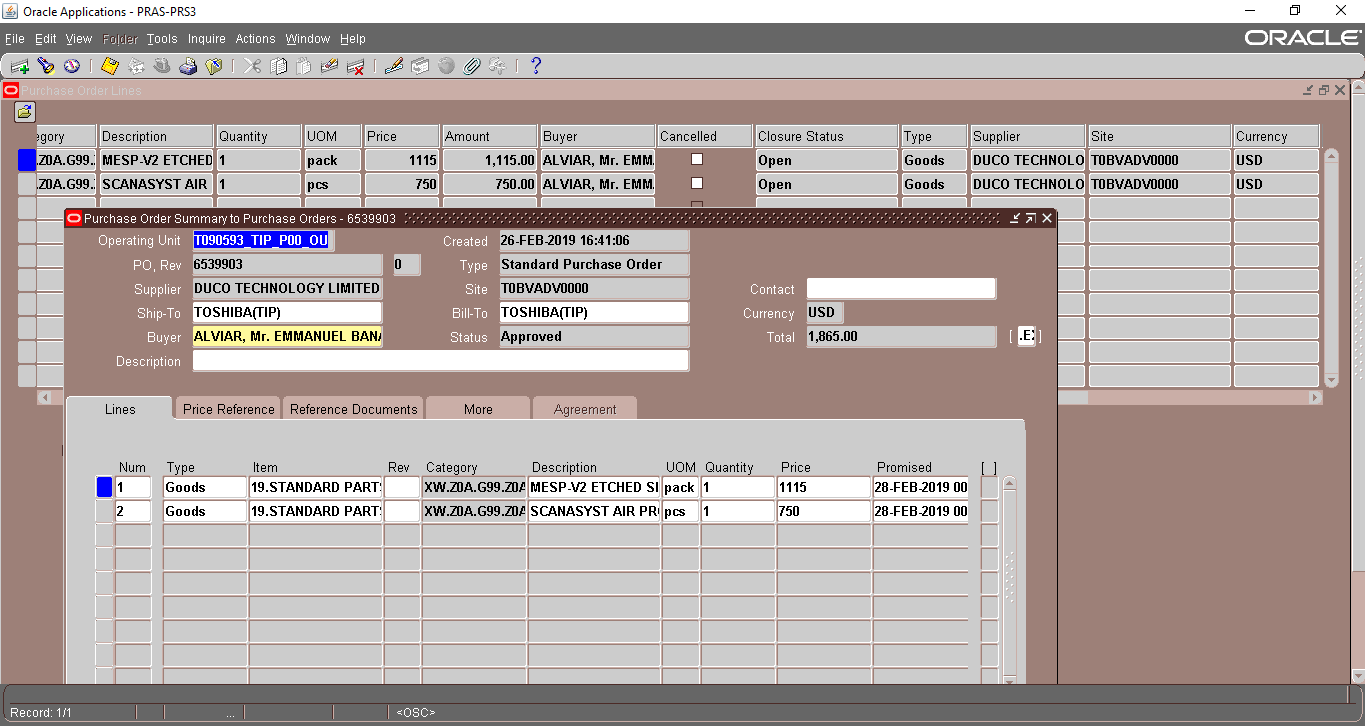 Oracle Applications - PRAS-PRS3
File Edit View Folder Tools Inquire Actions Window Help
ORACLE
Purchase Order Lines
egory Description Quantity UOM Price Amount Buyer Cancelled Closure Status Type Supplier Site Currency
.Z0A.G99. MESP-V2 ETCHED 1 pack 1115 1,115.00 ALVIAR, Mr. EMM Open Goods DUCO TECHNOLO T0BVADV0000 USD
.Z0A.G99. SCANASYST AIR 1 pcs 750 750.00 ALVIAR, Mr. EMM Open Goods DUCO TECHNOLO T0BVADV0000 USD
Purchase Order Summary to Purchase Orders - 6539903
Operating Unit T090593_TIP_P00_OU Created 26-FEB-2019 16:41:06
PO, Rev 6539903 0 Type Standard Purchase Order
Supplier DUCO TECHNOLOGY LIMITED Site T0BVADV0000 Contact
Ship-To TOSHIBA(TIP) Bill-To TOSHIBA(TIP) Currency USD
Buyer ALVIAR, Mr. EMMANUEL BANA Status Approved Total 1,865.00 [ .E ]
Description
Lines Price Reference Reference Documents More Agreement
Num Type Item Rev Category Description UOM Quantity Price Promised [ ]
1 Goods 19.STANDARD PART XW.Z0A.G99.Z0A MESP-V2 ETCHED SI pack 1 1115 28-FEB-2019 00
2 Goods 19.STANDARD PART XW.Z0A.G99.Z0A SCANASYST AIR PR pcs 1 750 28-FEB-2019 00
Record: 1/1 ... <OSC>